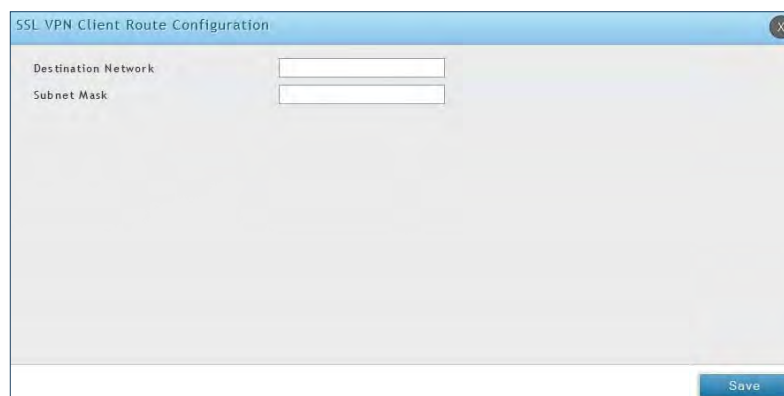 SSL VPN Client Route Configuration
X
Destination Network
Subnet Mask
Save